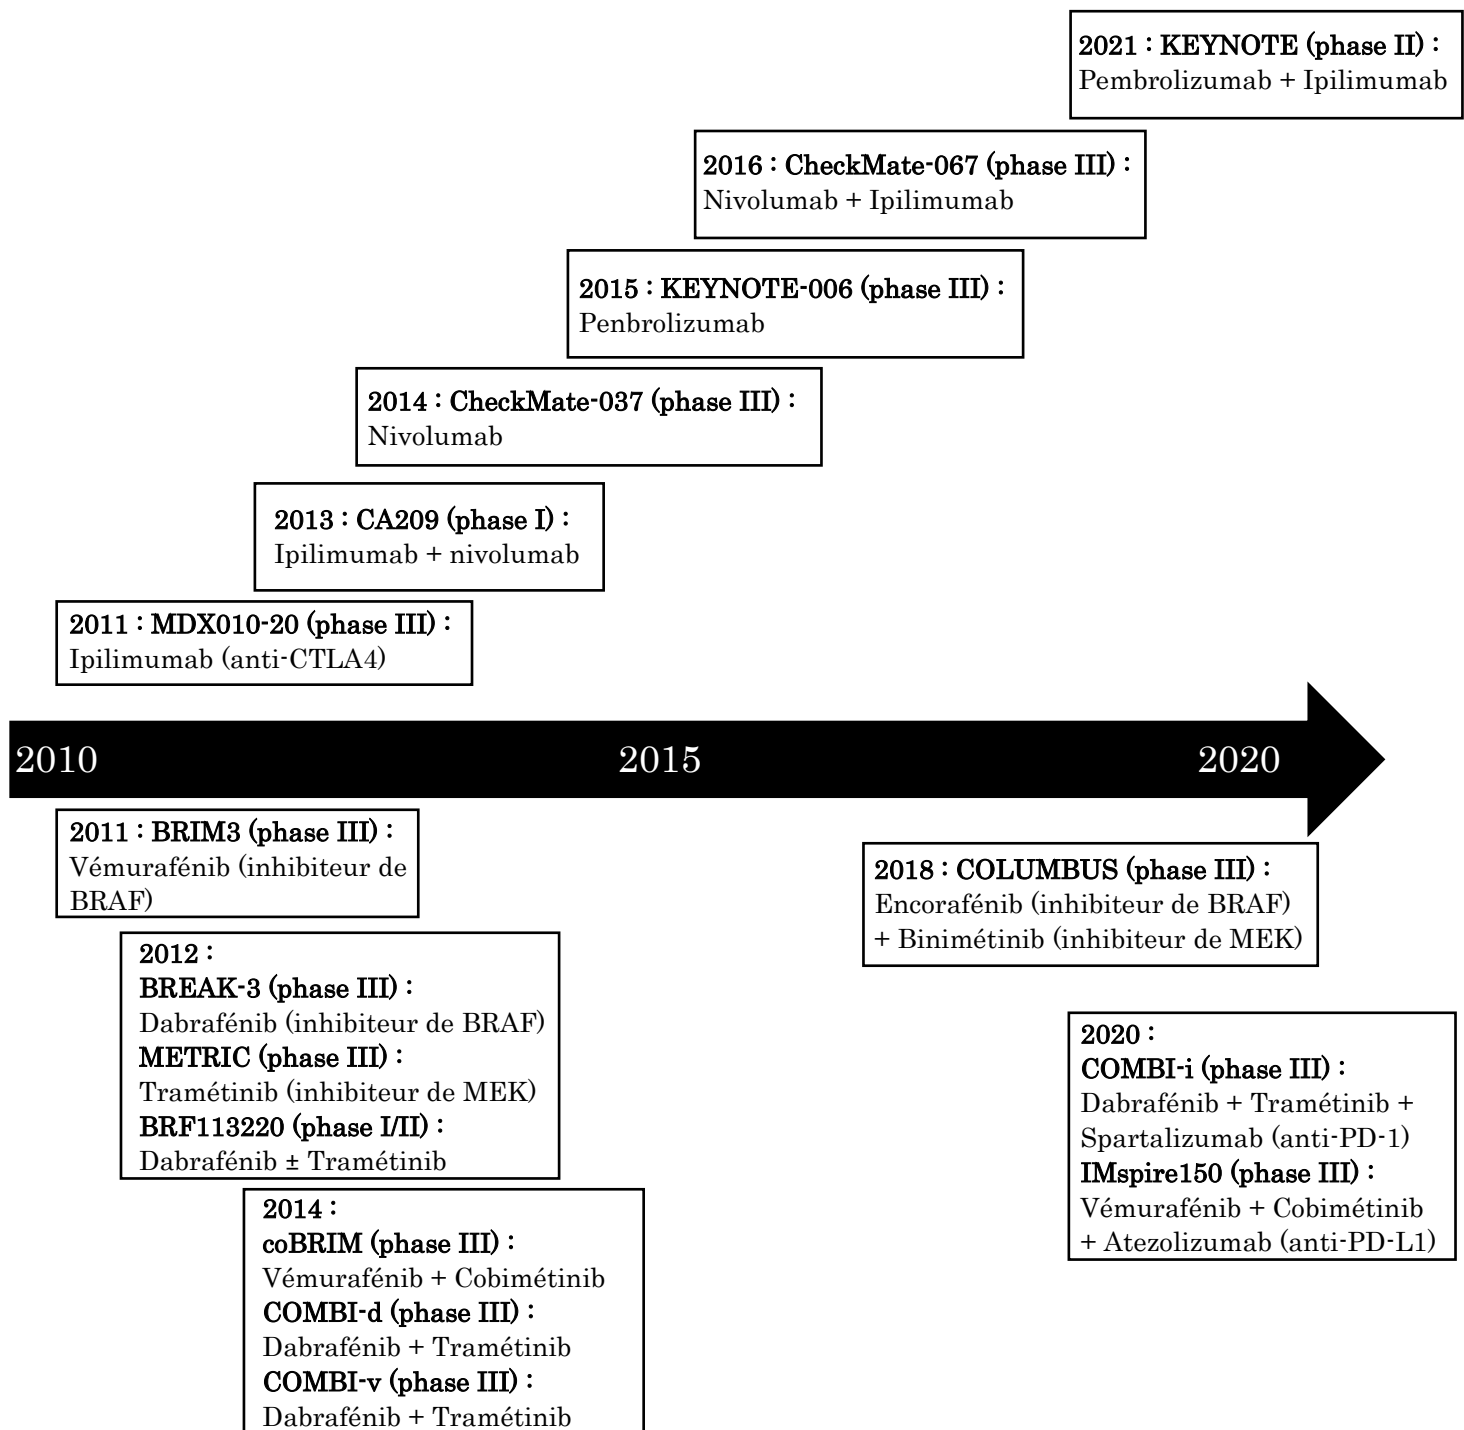 2021 : KEYNOTE (phase II) :
Pembrolizumab + Ipilimumab
2016 : CheckMate-067 (phase III) :
Nivolumab + Ipilimumab
2015 : KEYNOTE-006 (phase III) :
Penbrolizumab
2014 : CheckMate-037 (phase III) :
Nivolumab
2013 : CA209 (phase I) :
Ipilimumab + nivolumab
2011 : MDX010-20 (phase III) :
Ipilimumab (anti-CTLA4)
2010
2015
2020
2011 : BRIM3 (phase III) :
Vémurafénib (inhibiteur de
BRAF)
2012 :
BREAK-3 (phase III) :
Dabrafénib (inhibiteur de BRAF)
METRIC (phase III) :
Tramétinib (inhibiteur de MEK)
BRF113220 (phase I/II) :
Dabrafénib ± Tramétinib
2014 :
coBRIM (phase III) :
Vémurafénib + Cobimétinib
COMBI-d (phase III) :
Dabrafénib + Tramétinib
COMBI-v (phase III) :
Dabrafénib + Tramétinib
2018 : COLUMBUS (phase III) :
Encorafénib (inhibiteur de BRAF)
+ Binimétinib (inhibiteur de MEK)
2020 :
COMBI-i (phase III) :
Dabrafénib + Tramétinib +
Spartalizumab (anti-PD-1)
IMspire150 (phase III) :
Vémurafénib + Cobimétinib
+ Atezolizumab (anti-PD-L1)